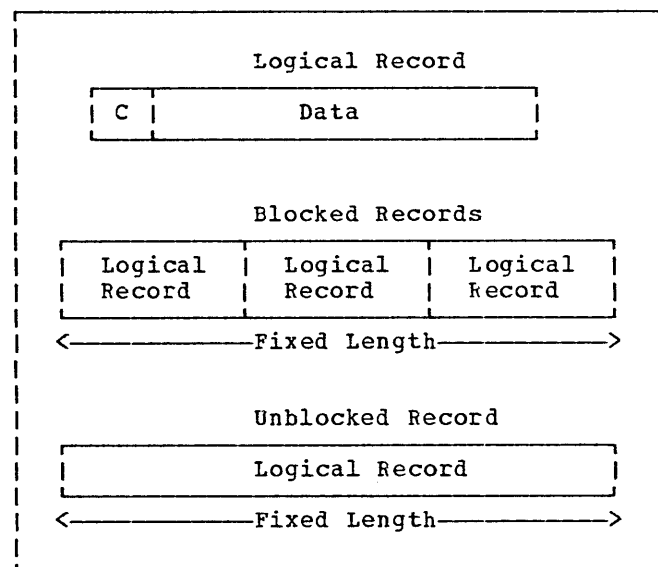 Logical Record
C Data
Blocked Records
Logical Logical Logical
Record Record Record
<-----------Fixed Length----------->
Unblocked Record
Logical Record
<-----------Fixed Length----------->